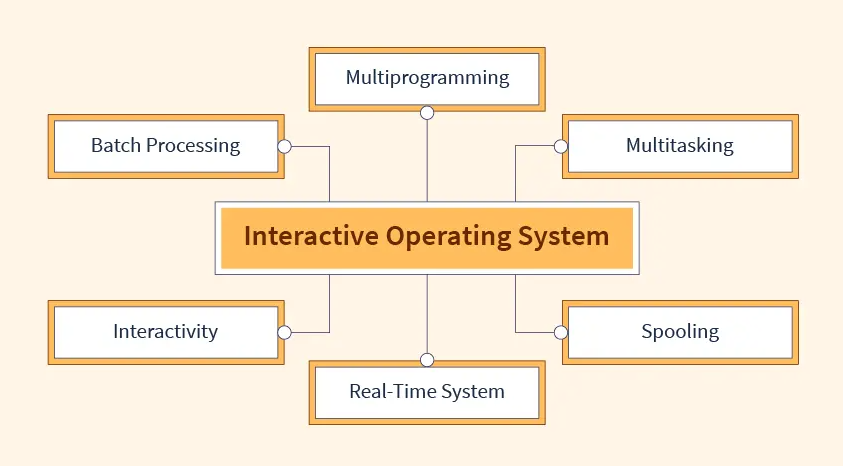 Multiprogramming
Batch Processing
Multitasking
Interactive Operating System
Interactivity
Spooling
Real-Time System